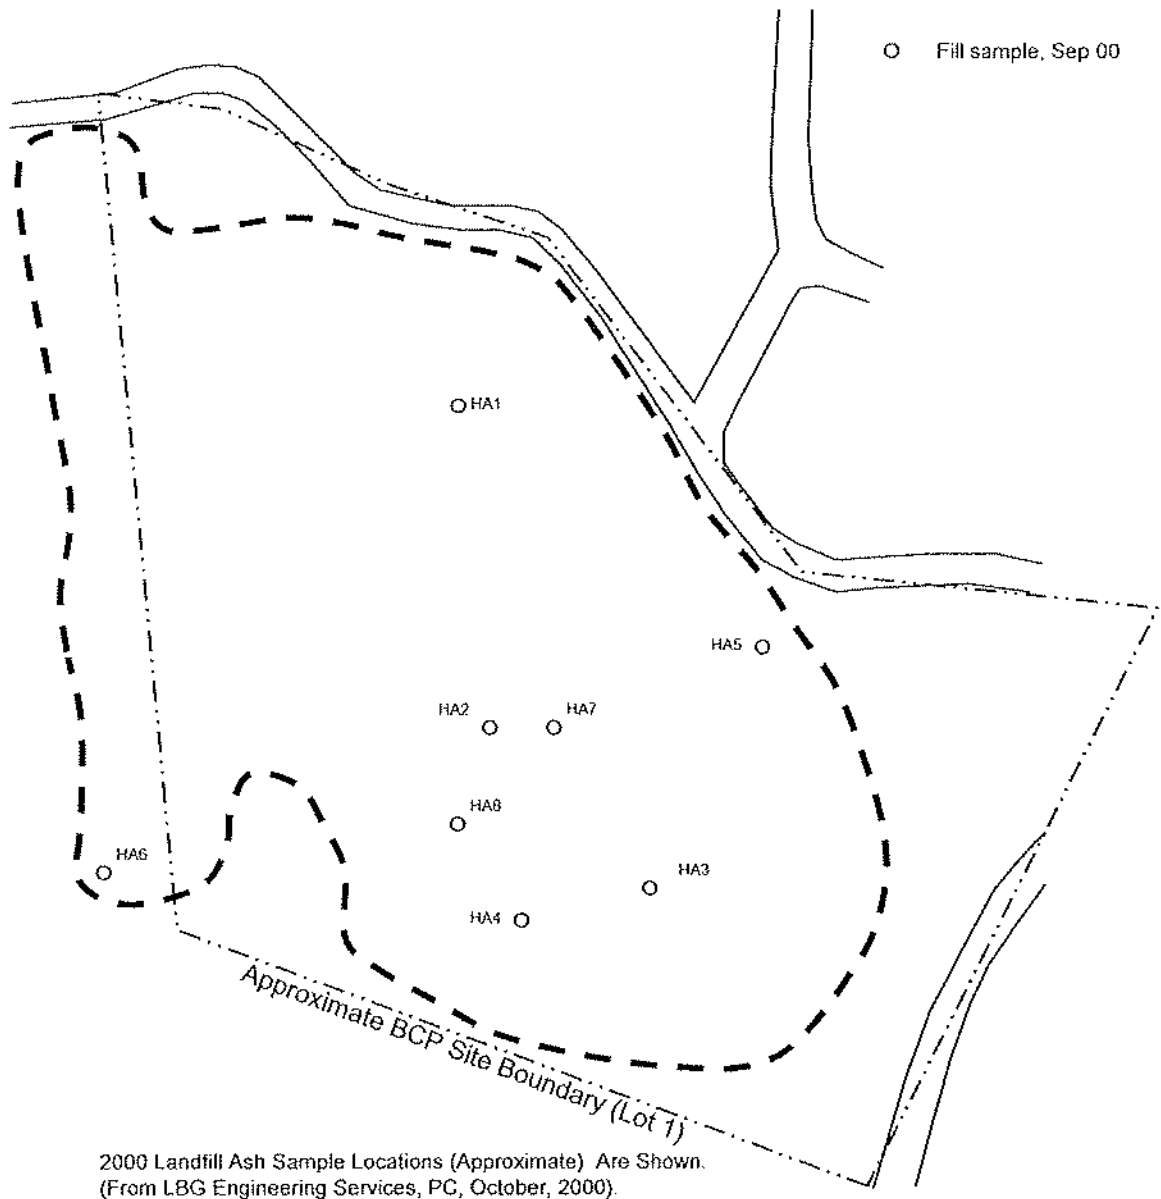 Fill sample, Sep 00
HA1
HA5
HA2
HA7
HA8
HA6
HA3
HA4
Approximate BCP Site Boundary (Lot 1)
2000 Landfill Ash Sample Locations (Approximate) Are Shown.
(From LBG Engineering Services, PC, October, 2000).